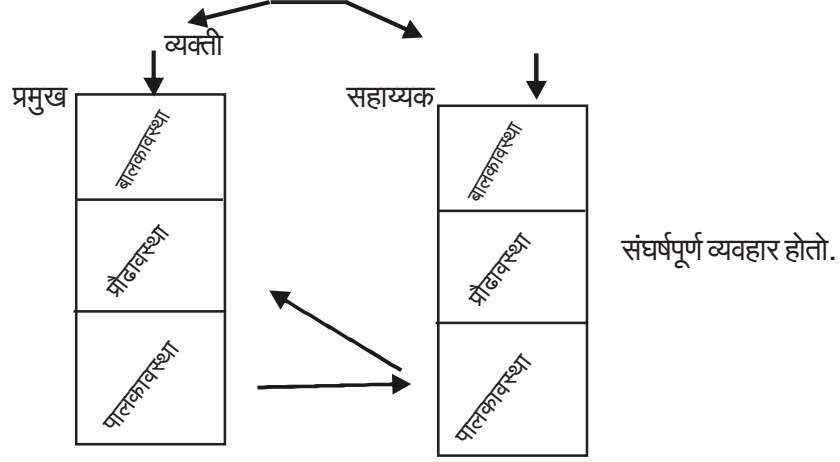 व्यक्ती
प्रमुख
सहाय्यक
बालकावस्था
बालकावस्था
प्रौढावस्था
प्रौढावस्था
संघर्षपूर्ण व्यवहार होतो.
पालकावस्था
पालकावस्था